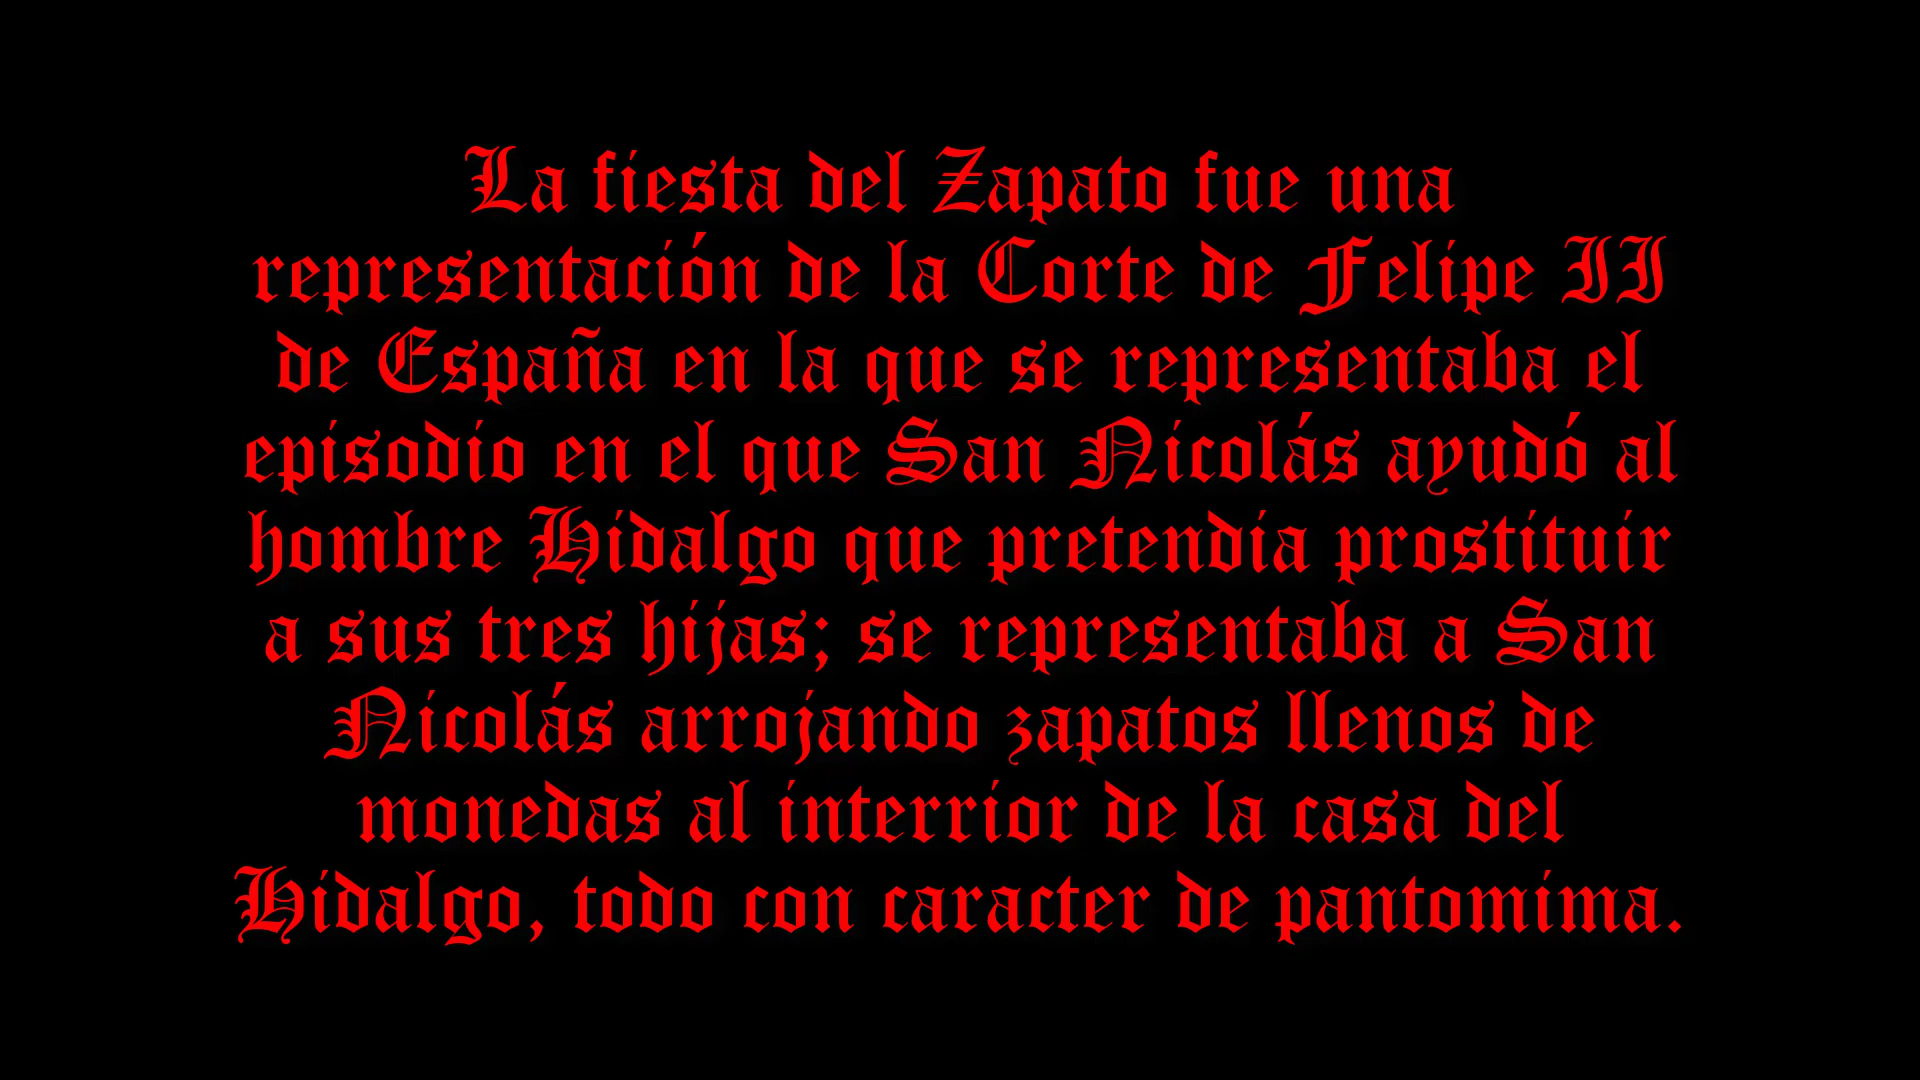 La fiesta del Zapato fue una
representación de la Corte de Felipe II
de España en la que se representaba el
episodio en el que San Nicolás ayudó al
hombre Hidalgo que pretendia prostituir
a sus tres hijas; se representaba a San
Nicolás arrojando zapatos llenos de
monedas al interrior de la casa del
Hidalgo, todo con caracter de pantomima.